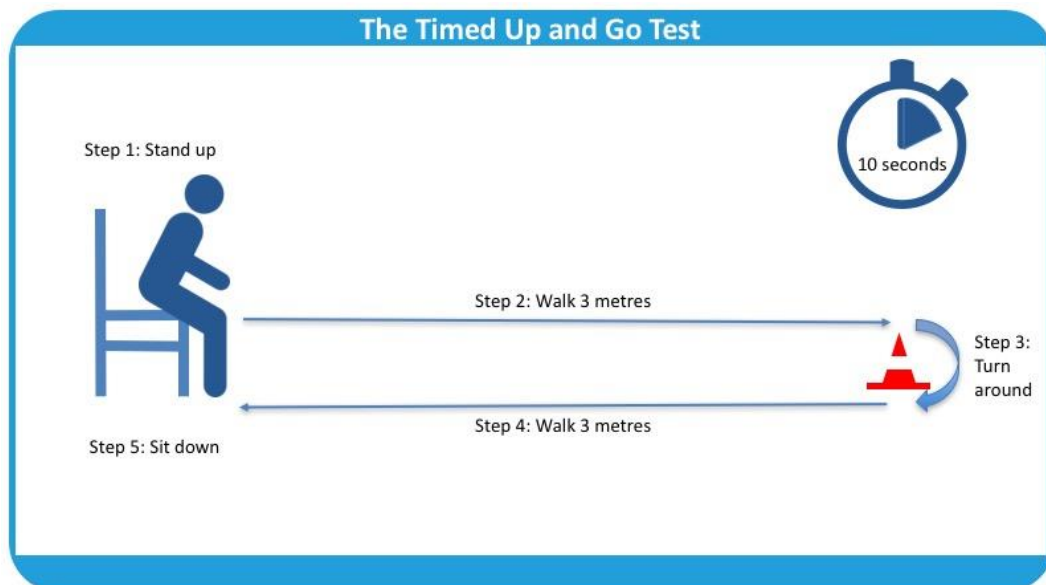 The Timed Up and Go Test
10 seconds
Step 1: Stand up
Step 2: Walk 3 metres
Step 3:
Turn
around
Step 4: Walk 3 metres
Step 5: Sit down